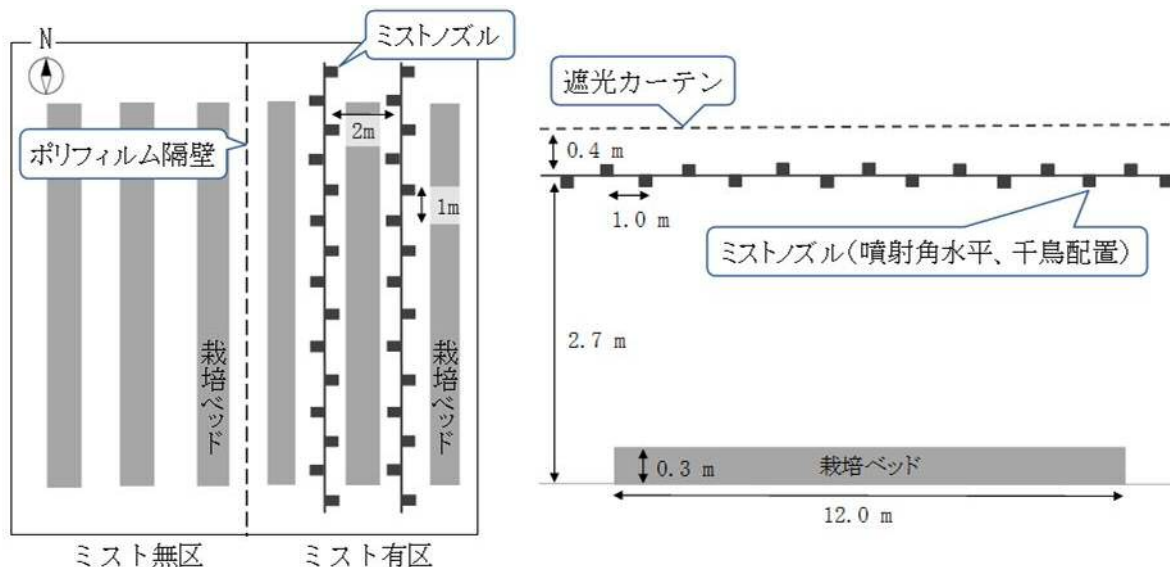 N
ミストノズル
2m
ポリフィルム隔壁
1m
栽培ベッド
栽培ベッド
ミスト無区
ミスト有区
遮光カーテン
0.4 m
1.0 m
ミストノズル(噴射角水平、千鳥配置)
2.7 m
0.3 m
栽培ベッド
12.0 m